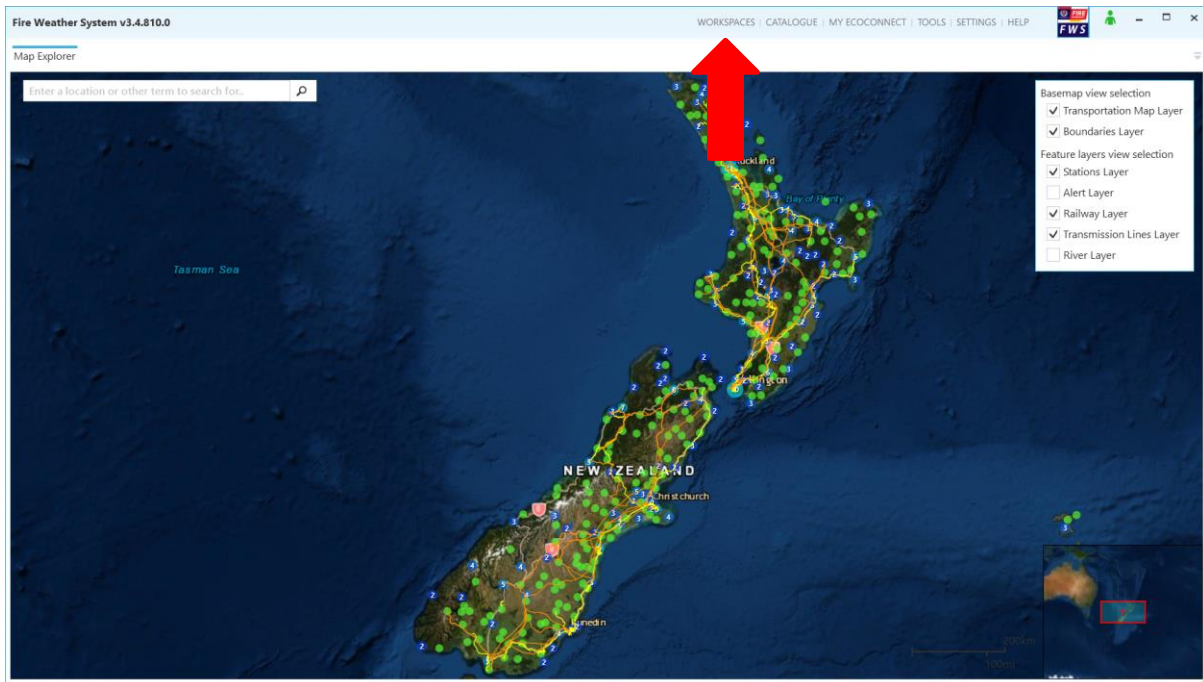 Fire Weather System v3.4.810.0
WORKSPACES | CATALOGUE | MY ECOCONNECT | TOOLS | SETTINGS | HELP
FIRE
FWS
Map Explorer
Enter a location or other term to search for..
Basemap view selection
Transportation Map Layer
Boundaries Layer
Feature layers view selection
Stations Layer
Alert Layer
Railway Layer
Transmission Lines Layer
River Layer
Auckland
Bay of Plenty
Tasman Sea
Wellington
NEW ZEALAND
Christchurch
Dunedin
200km
100mi